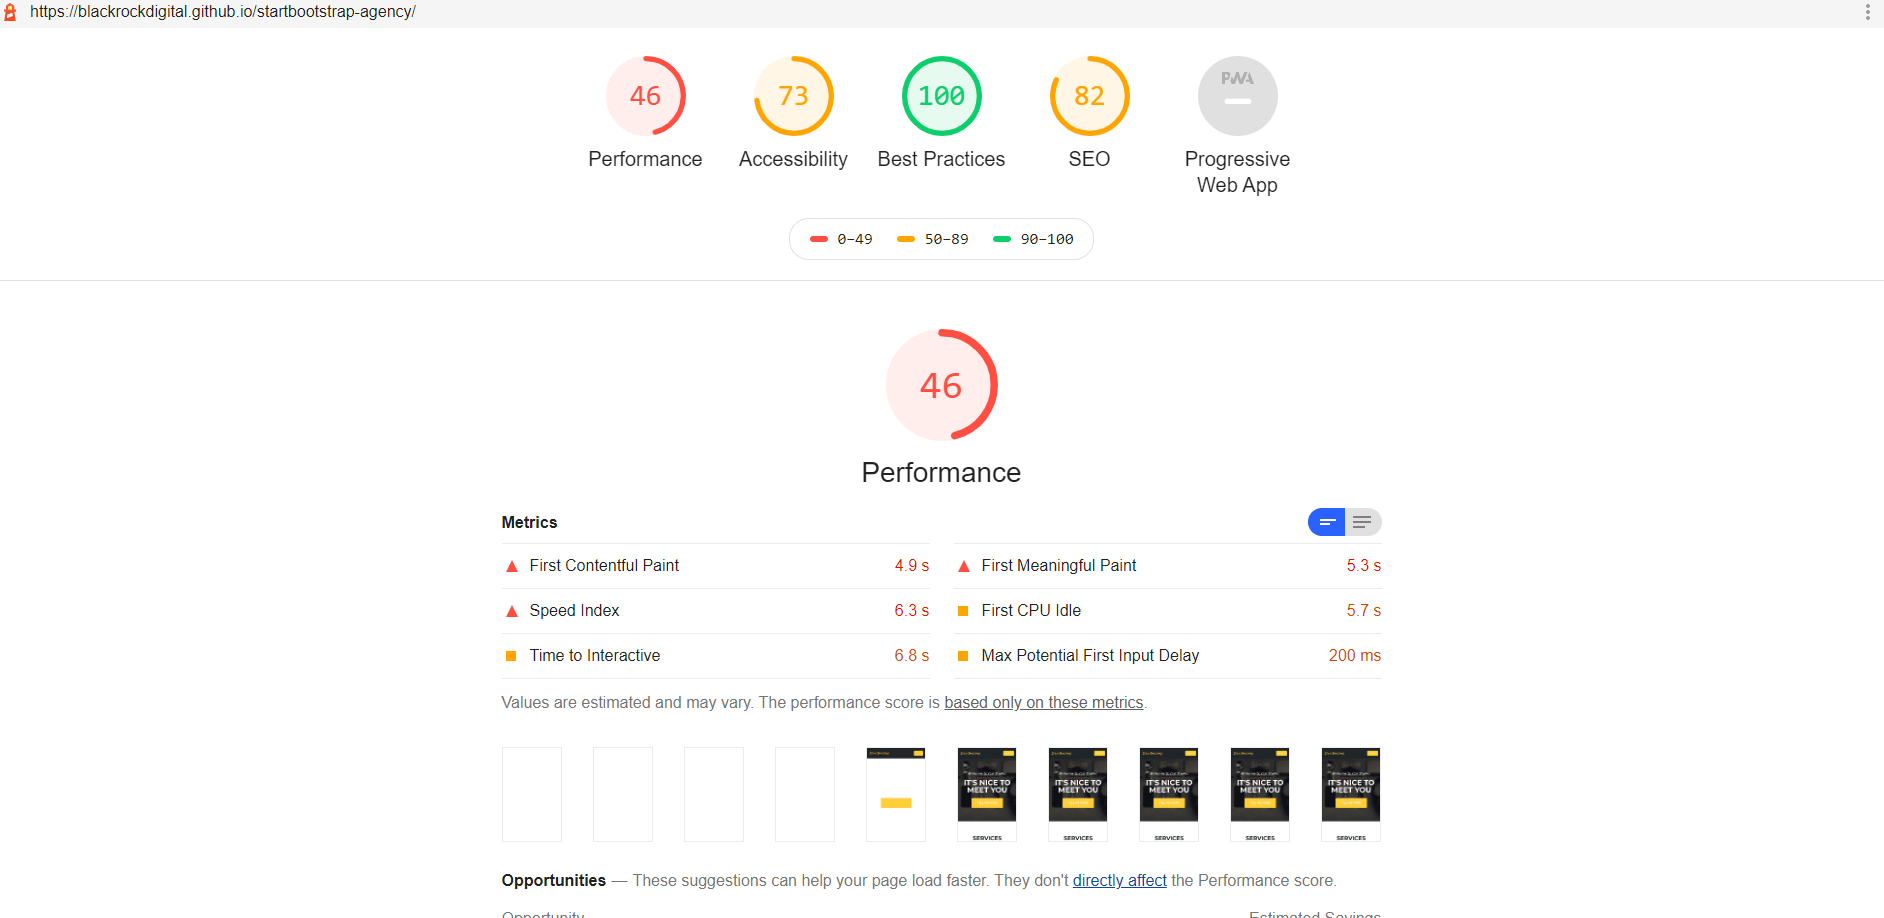 https://blackrockdigital.github.io/startbootstrap-agency/
46
73
100
82
PWA
Performance
Accessibility
Best Practices
SEO
Progressive
Web App
0–49
50–89
90–100
46
Performance
Metrics
First Contentful Paint 4.9 s
First Meaningful Paint 5.3 s
Speed Index 6.3 s
First CPU Idle 5.7 s
Time to Interactive 6.8 s
Max Potential First Input Delay 200 ms
Values are estimated and may vary. The performance score is based only on these metrics.
IT'S NICE TO
MEET YOU
SERVICES
IT'S NICE TO
MEET YOU
SERVICES
IT'S NICE TO
MEET YOU
SERVICES
IT'S NICE TO
MEET YOU
SERVICES
IT'S NICE TO
MEET YOU
SERVICES
Opportunities — These suggestions can help your page load faster. They don't directly affect the Performance score.
Opportunity Estimated Savings